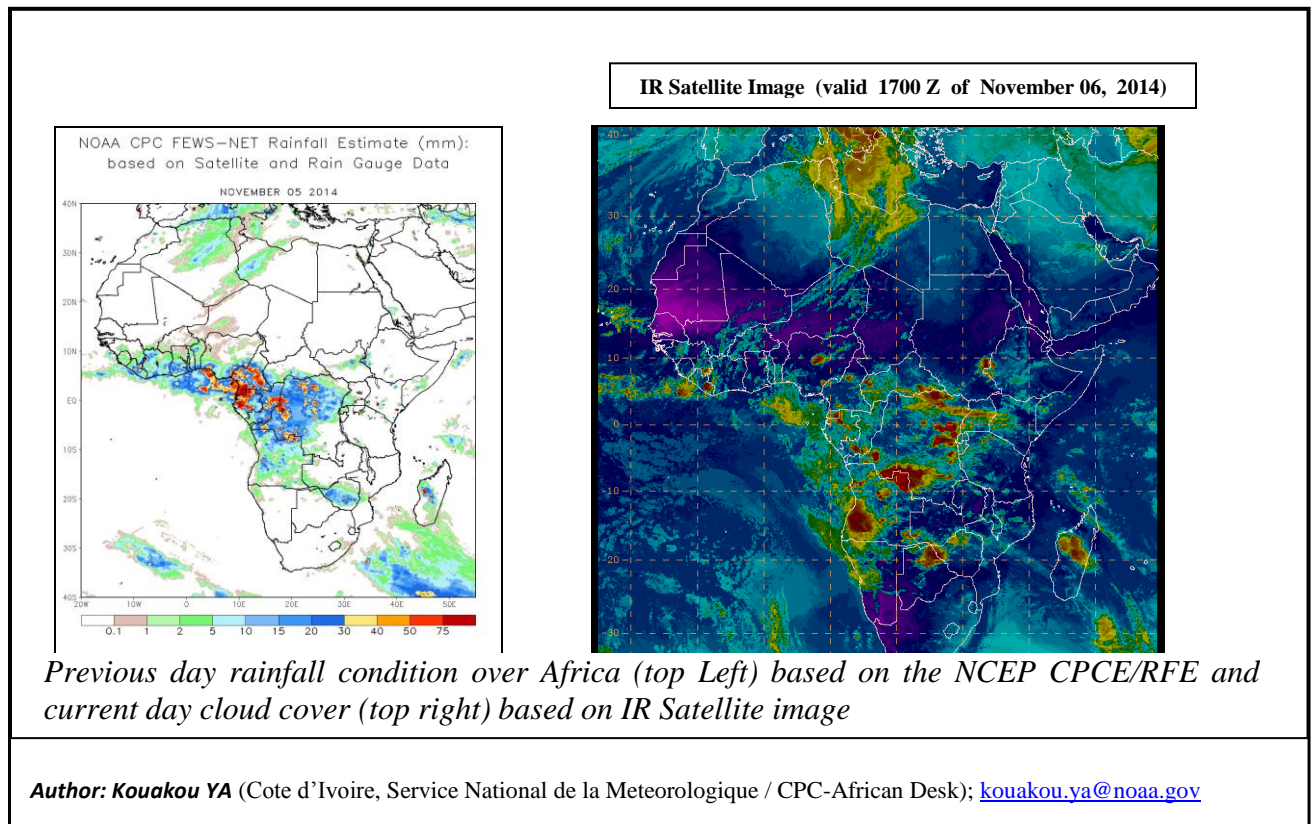 IR Satellite Image (valid 1700 Z of November 06, 2014)
NOAA CPC FEWS-NET Rainfall Estimate (mm):
based on Satellite and Rain Gauge Data
NOVEMBER 05 2014
40N
30N
20N
10N
EQ
10S
20S
30S
40S
20W 10W 0 10E 20E 30E 40E 50E
0.1 1 2 5 10 15 20 30 40 50 75
40
30
20
10
0
-10
-20
-30
Previous day rainfall condition over Africa (top Left) based on the NCEP CPCE/RFE and
current day cloud cover (top right) based on IR Satellite image
Author: Kouakou YA (Cote d'Ivoire, Service National de la Meteorologique / CPC-African Desk); kouakou.ya@noaa.gov